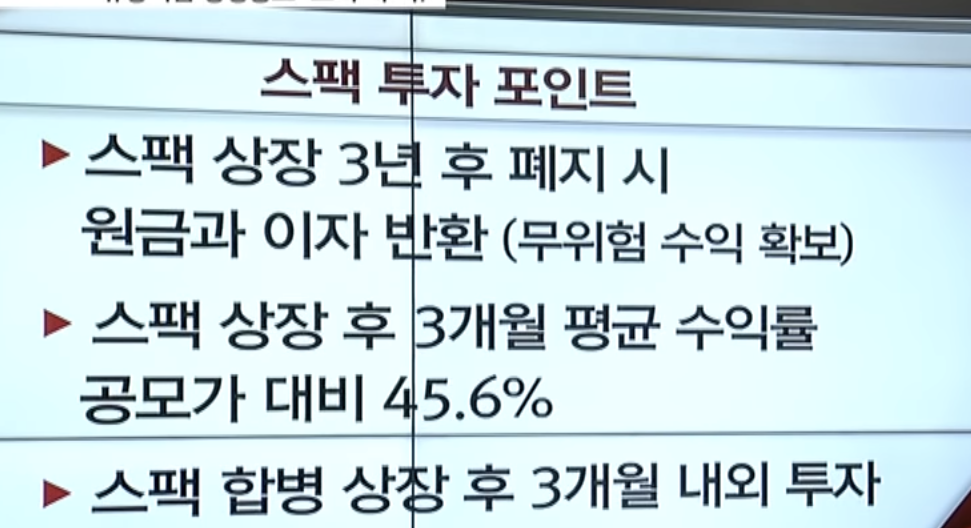 스팩 투자 포인트
▶ 스팩 상장 3년 후 폐지 시
원금과 이자 반환 (무위험 수익 확보)
▶ 스팩 상장 후 3개월 평균 수익률
공모가 대비 45.6%
▶ 스팩 합병 상장 후 3개월 내외 투자